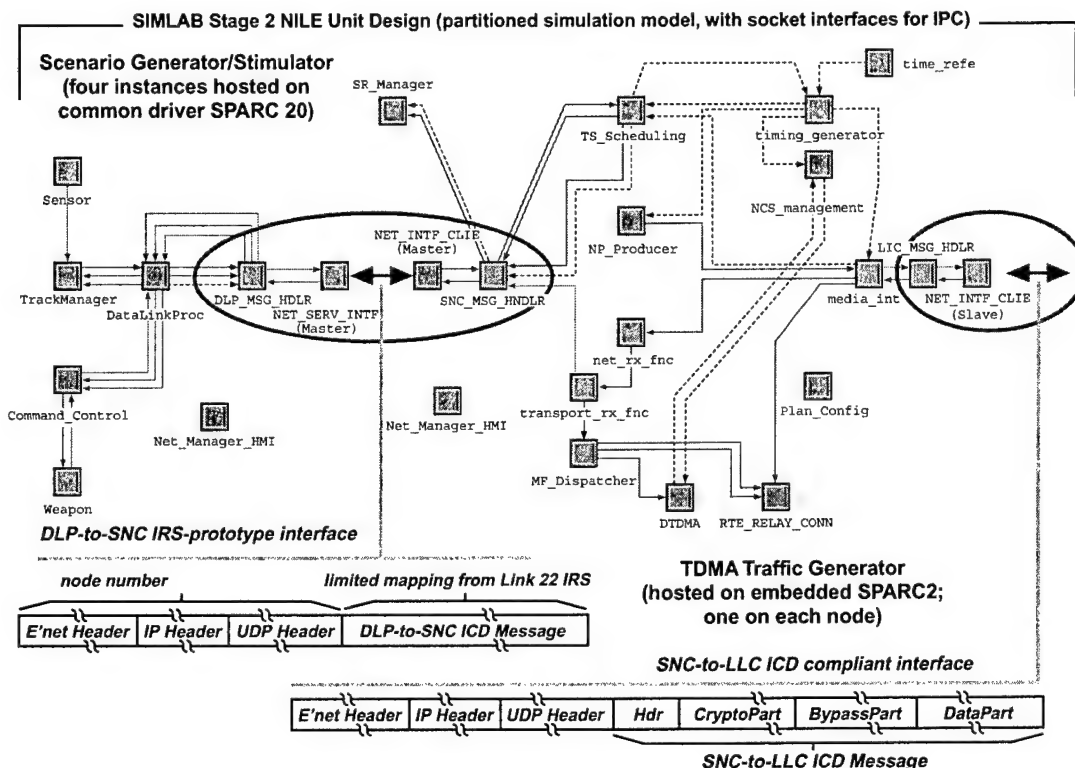 SIMLAB Stage 2 NILE Unit Design (partitioned simulation model, with socket interfaces for IPC)
Scenario Generator/Stimulator
(four instances hosted on
common driver SPARC 20)
SR_Manager
TS_Scheduling
time_refe
timing_generator
Sensor
NCS_management
NET_INTF_CLIE
(Master)
NP_Producer
LIC_MSG_HDLR
TrackManager
DataLinkProc
DLP_MSG_HDLR
NET_SERV_INTF
(Master)
SNC_MSG_HNDLR
media_int
NET_INTF_CLIE
(Slave)
net_rx_fnc
Command_Control
Net_Manager_HMI
Net_Manager_HMI
transport_rx_fnc
Plan_Config
MF_Dispatcher
Weapon
DTDMA
RTE_RELAY_CONN
DLP-to-SNC IRS-prototype interface
node number
limited mapping from Link 22 IRS
E'net Header
IP Header
UDP Header
DLP-to-SNC ICD Message
TDMA Traffic Generator
(hosted on embedded SPARC2;
one on each node)
SNC-to-LLC ICD compliant interface
E'net Header
IP Header
UDP Header
Hdr
CryptoPart
BypassPart
DataPart
SNC-to-LLC ICD Message